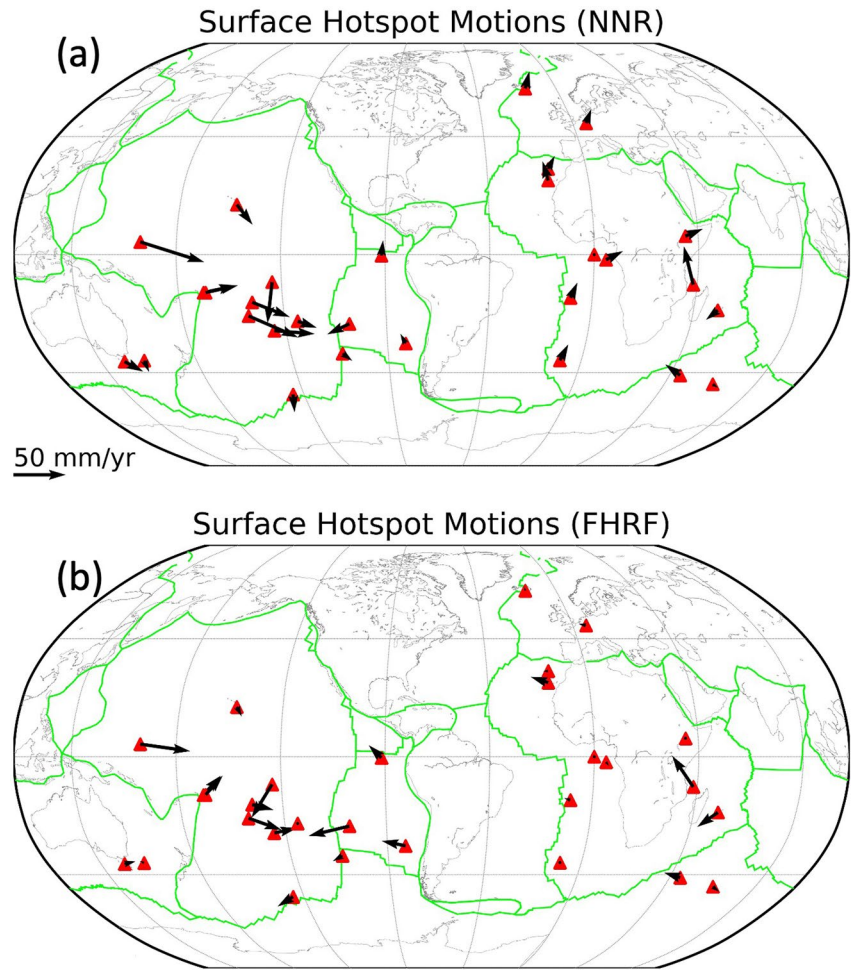 Surface Hotspot Motions (NNR)
(a)
50 mm/yr
Surface Hotspot Motions (FHRF)
(b)